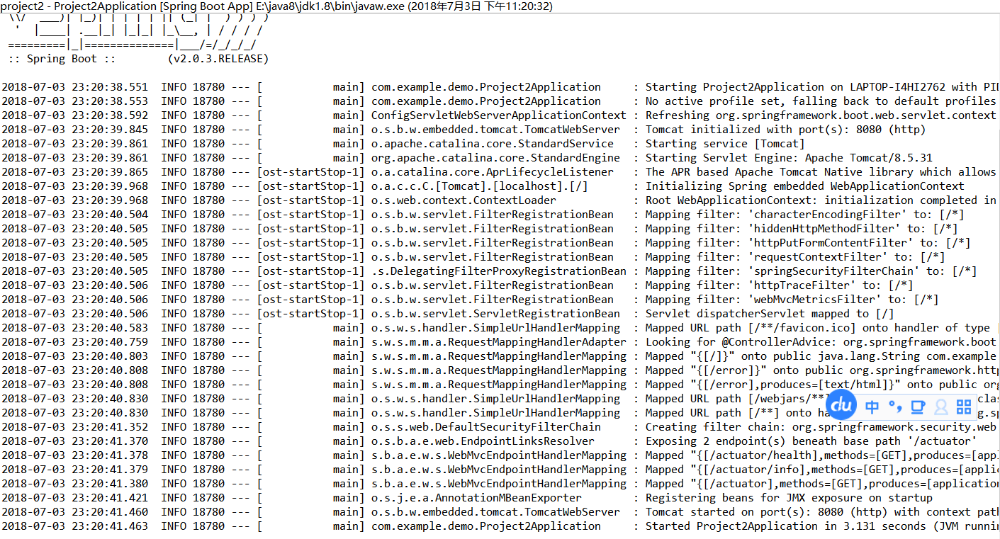 project2 - Project2Application [Spring Boot App] E:\java8\jdk1.8\bin\javaw.exe (2018年7月3日 下午11:20:32)
 \\/  ___)| |_)| | | | | || (_| |  ) ) ) )
  '  |____| .__|_| |_|_| |_\__, | / / / /
 =========|_|==============|___/=/_/_/_/
 :: Spring Boot ::        (v2.0.3.RELEASE)
2018-07-03 23:20:38.551  INFO 18780 --- [           main] com.example.demo.Project2Application     : Starting Project2Application on LAPTOP-I4HI2762 with PID
2018-07-03 23:20:38.553  INFO 18780 --- [           main] com.example.demo.Project2Application     : No active profile set, falling back to default profiles
2018-07-03 23:20:38.592  INFO 18780 --- [           main] ConfigServletWebServerApplicationContext : Refreshing org.springframework.boot.web.servlet.context
2018-07-03 23:20:39.845  INFO 18780 --- [           main] o.s.b.w.embedded.tomcat.TomcatWebServer  : Tomcat initialized with port(s): 8080 (http)
2018-07-03 23:20:39.861  INFO 18780 --- [           main] o.apache.catalina.core.StandardService   : Starting service [Tomcat]
2018-07-03 23:20:39.861  INFO 18780 --- [           main] org.apache.catalina.core.StandardEngine  : Starting Servlet Engine: Apache Tomcat/8.5.31
2018-07-03 23:20:39.865  INFO 18780 --- [ost-startStop-1] o.a.catalina.core.AprLifecycleListener   : The APR based Apache Tomcat Native library which allows
2018-07-03 23:20:39.968  INFO 18780 --- [ost-startStop-1] o.a.c.c.C.[Tomcat].[localhost].[/]       : Initializing Spring embedded WebApplicationContext
2018-07-03 23:20:39.968  INFO 18780 --- [ost-startStop-1] o.s.web.context.ContextLoader            : Root WebApplicationContext: initialization completed in
2018-07-03 23:20:40.504  INFO 18780 --- [ost-startStop-1] o.s.b.w.servlet.FilterRegistrationBean   : Mapping filter: 'characterEncodingFilter' to: [/*]
2018-07-03 23:20:40.505  INFO 18780 --- [ost-startStop-1] o.s.b.w.servlet.FilterRegistrationBean   : Mapping filter: 'hiddenHttpMethodFilter' to: [/*]
2018-07-03 23:20:40.505  INFO 18780 --- [ost-startStop-1] o.s.b.w.servlet.FilterRegistrationBean   : Mapping filter: 'httpPutFormContentFilter' to: [/*]
2018-07-03 23:20:40.505  INFO 18780 --- [ost-startStop-1] o.s.b.w.servlet.FilterRegistrationBean   : Mapping filter: 'requestContextFilter' to: [/*]
2018-07-03 23:20:40.505  INFO 18780 --- [ost-startStop-1] .s.DelegatingFilterProxyRegistrationBean : Mapping filter: 'springSecurityFilterChain' to: [/*]
2018-07-03 23:20:40.506  INFO 18780 --- [ost-startStop-1] o.s.b.w.servlet.FilterRegistrationBean   : Mapping filter: 'httpTraceFilter' to: [/*]
2018-07-03 23:20:40.506  INFO 18780 --- [ost-startStop-1] o.s.b.w.servlet.FilterRegistrationBean   : Mapping filter: 'webMvcMetricsFilter' to: [/*]
2018-07-03 23:20:40.506  INFO 18780 --- [ost-startStop-1] o.s.b.w.servlet.ServletRegistrationBean  : Servlet dispatcherServlet mapped to [/]
2018-07-03 23:20:40.583  INFO 18780 --- [           main] o.s.w.s.handler.SimpleUrlHandlerMapping  : Mapped URL path [/**/favicon.ico] onto handler of type [
2018-07-03 23:20:40.759  INFO 18780 --- [           main] s.w.s.m.m.a.RequestMappingHandlerAdapter : Looking for @ControllerAdvice: org.springframework.boot
2018-07-03 23:20:40.803  INFO 18780 --- [           main] s.w.s.m.m.a.RequestMappingHandlerMapping : Mapped "{[/]}" onto public java.lang.String com.example
2018-07-03 23:20:40.808  INFO 18780 --- [           main] s.w.s.m.m.a.RequestMappingHandlerMapping : Mapped "{[/error]}" onto public org.springframework.htt
2018-07-03 23:20:40.808  INFO 18780 --- [           main] s.w.s.m.m.a.RequestMappingHandlerMapping : Mapped "{[/error],produces=[text/html]}" onto public org
2018-07-03 23:20:40.830  INFO 18780 --- [           main] o.s.w.s.handler.SimpleUrlHandlerMapping  : Mapped URL path [/webjars/**] clas
2018-07-03 23:20:40.830  INFO 18780 --- [           main] o.s.w.s.handler.SimpleUrlHandlerMapping  : Mapped URL path [/**] onto ha g.sp
du 中 °,
2018-07-03 23:20:41.352  INFO 18780 --- [           main] o.s.s.web.DefaultSecurityFilterChain     : Creating filter chain: org.springframework.security.web
2018-07-03 23:20:41.370  INFO 18780 --- [           main] o.s.b.a.e.web.EndpointLinksResolver      : Exposing 2 endpoint(s) beneath base path '/actuator'
2018-07-03 23:20:41.378  INFO 18780 --- [           main] s.b.a.e.w.s.WebMvcEndpointHandlerMapping : Mapped "{[/actuator/health],methods=[GET],produces=[appl
2018-07-03 23:20:41.379  INFO 18780 --- [           main] s.b.a.e.w.s.WebMvcEndpointHandlerMapping : Mapped "{[/actuator/info],methods=[GET],produces=[applic
2018-07-03 23:20:41.380  INFO 18780 --- [           main] s.b.a.e.w.s.WebMvcEndpointHandlerMapping : Mapped "{[/actuator],methods=[GET],produces=[application
2018-07-03 23:20:41.421  INFO 18780 --- [           main] o.s.j.e.a.AnnotationMBeanExporter        : Registering beans for JMX exposure on startup
2018-07-03 23:20:41.460  INFO 18780 --- [           main] o.s.b.w.embedded.tomcat.TomcatWebServer  : Tomcat started on port(s): 8080 (http) with context path
2018-07-03 23:20:41.463  INFO 18780 --- [           main] com.example.demo.Project2Application     : Started Project2Application in 3.131 seconds (JVM runnin